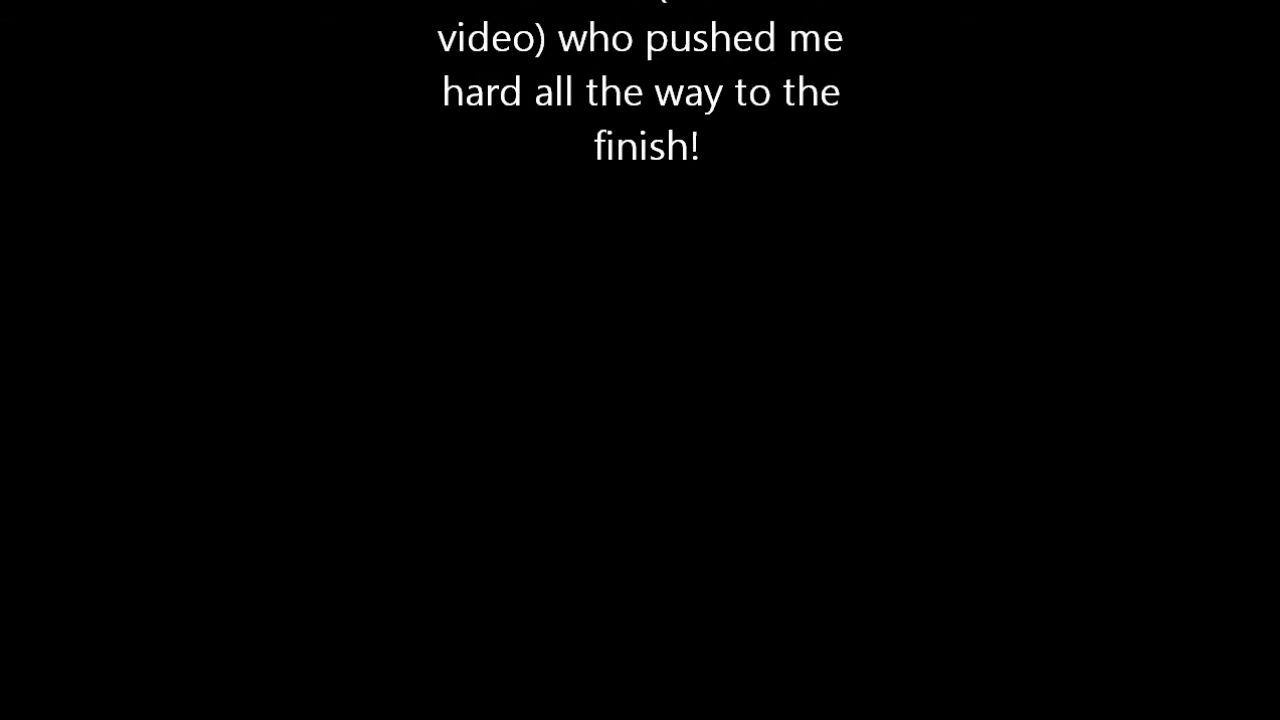 video) who pushed me
hard all the way to the
finish!